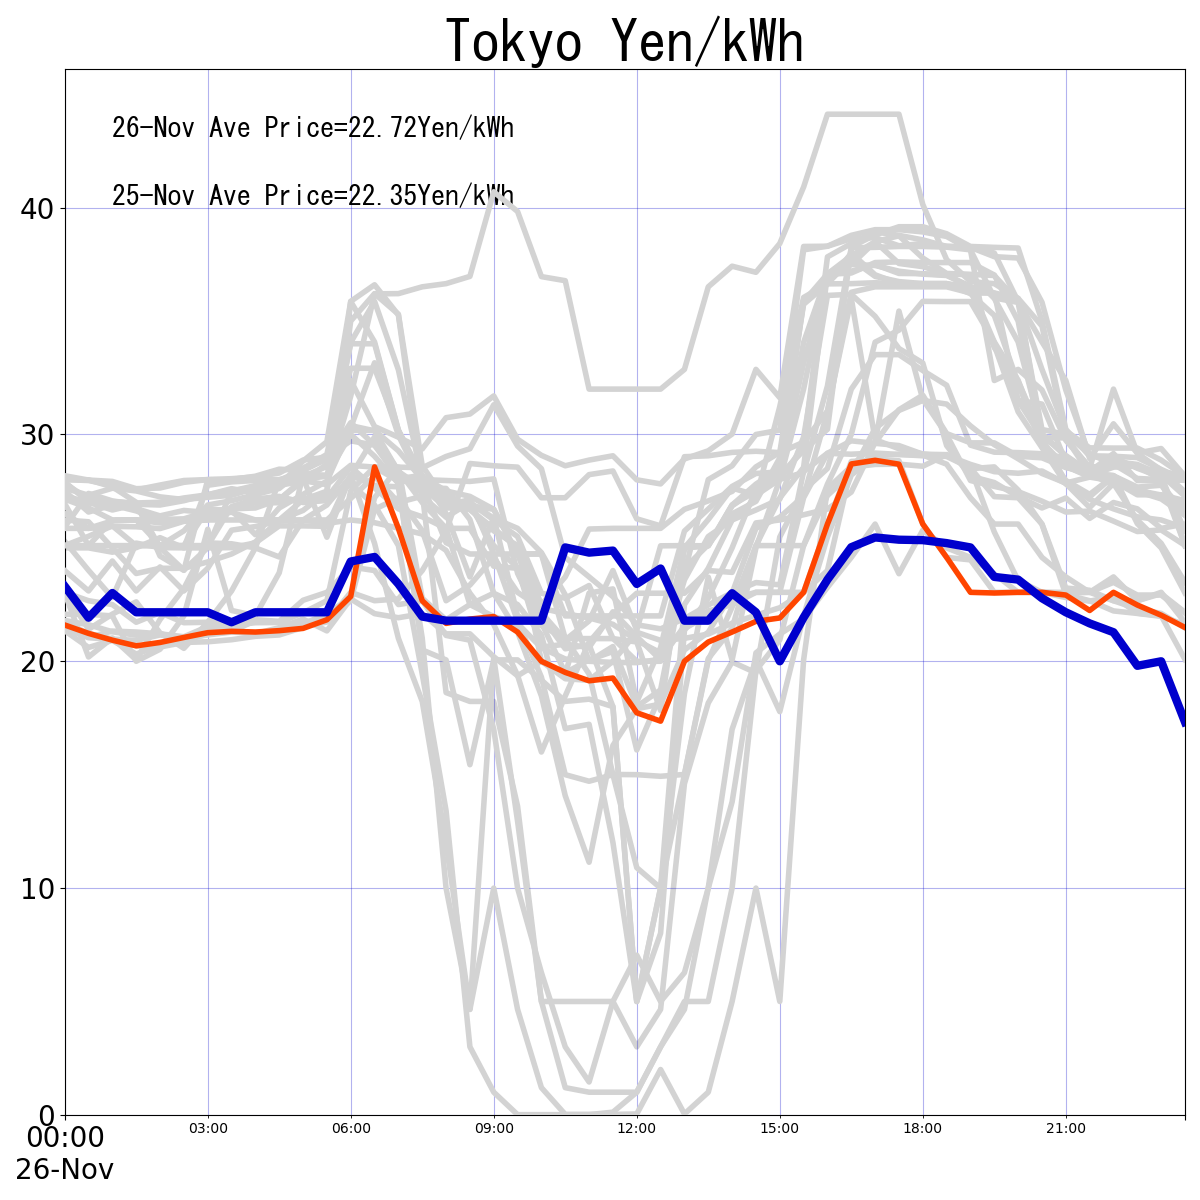 Tokyo Yen/kWh
26-Nov Ave Price=22.72Yen/kWh
25-Nov Ave Price=22.35Yen/kWh
40
30
20
10
0
00:00 03:00 06:00 09:00 12:00 15:00 18:00 21:00
26-Nov